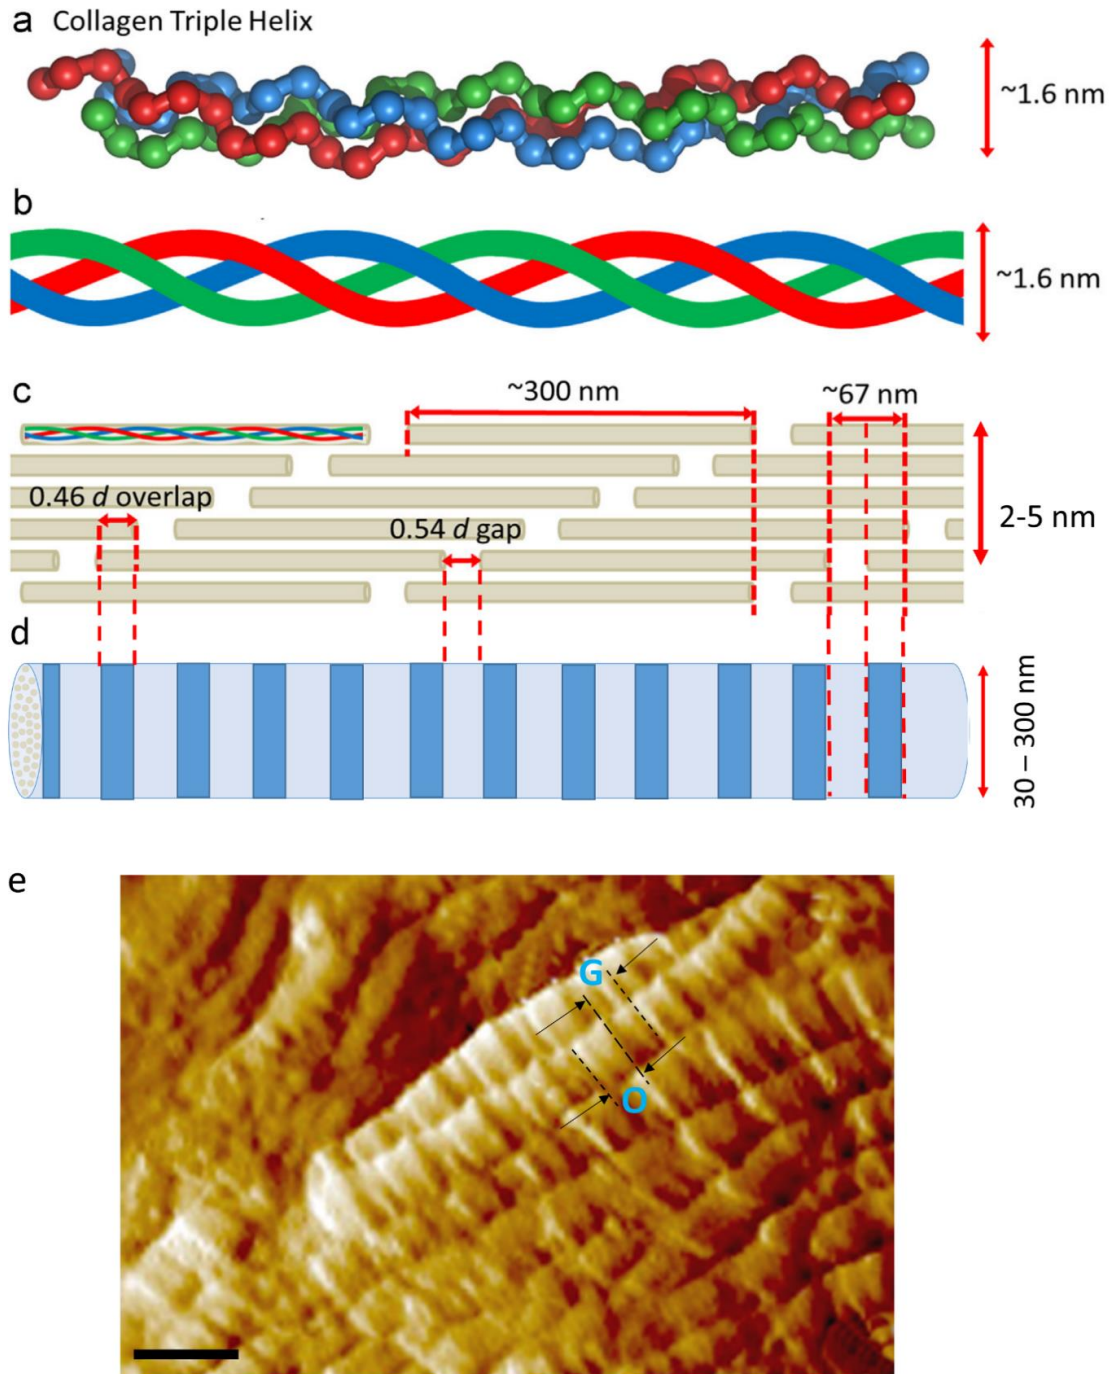 a Collagen Triple Helix
~1.6 nm
b
~1.6 nm
c
~300 nm
~67 nm
0.46 d overlap
0.54 d gap
2-5 nm
d
30 – 300 nm
e
G
O